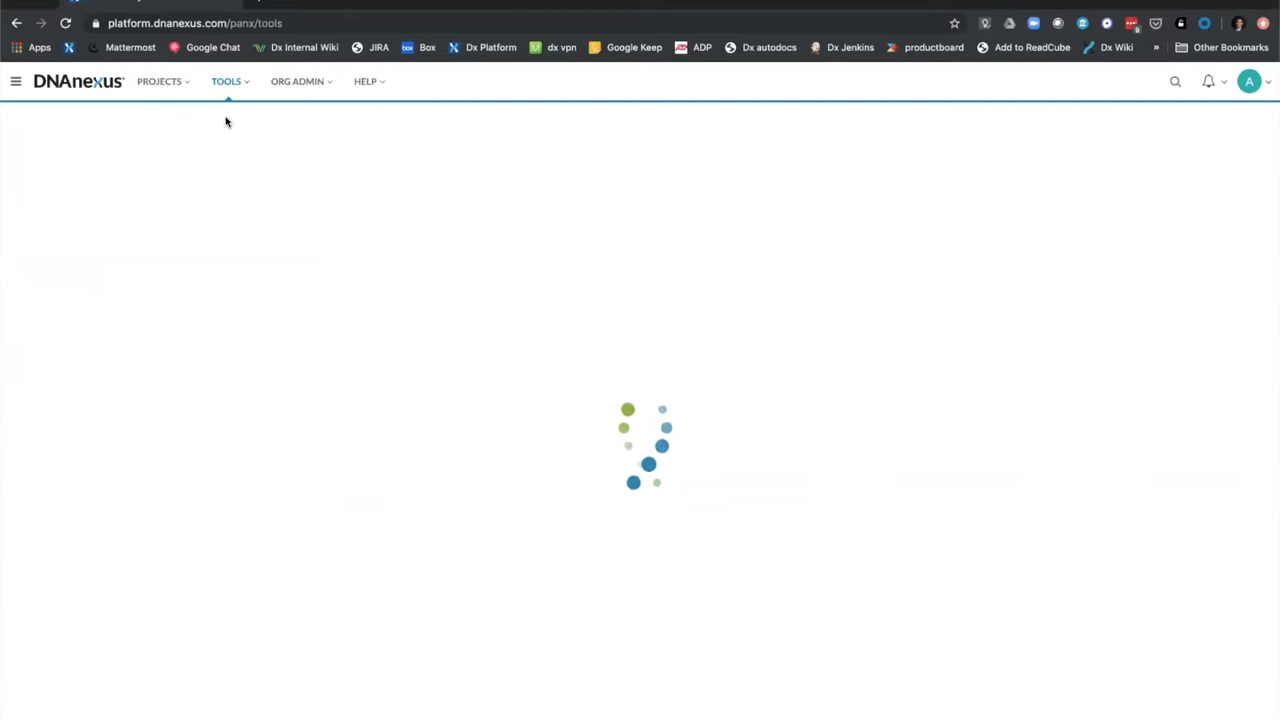 platform.dnanexus.com/panx/tools
9
Apps Mattermost Google Chat Dx Internal Wiki JIRA box Box Dx Platform dx vpn Google Keep ADP Dx autodocs Dx Jenkins productboard Add to ReadCube Dx Wiki » Other Bookmarks
DNAnexus PROJECTS TOOLS ORG ADMIN HELP A